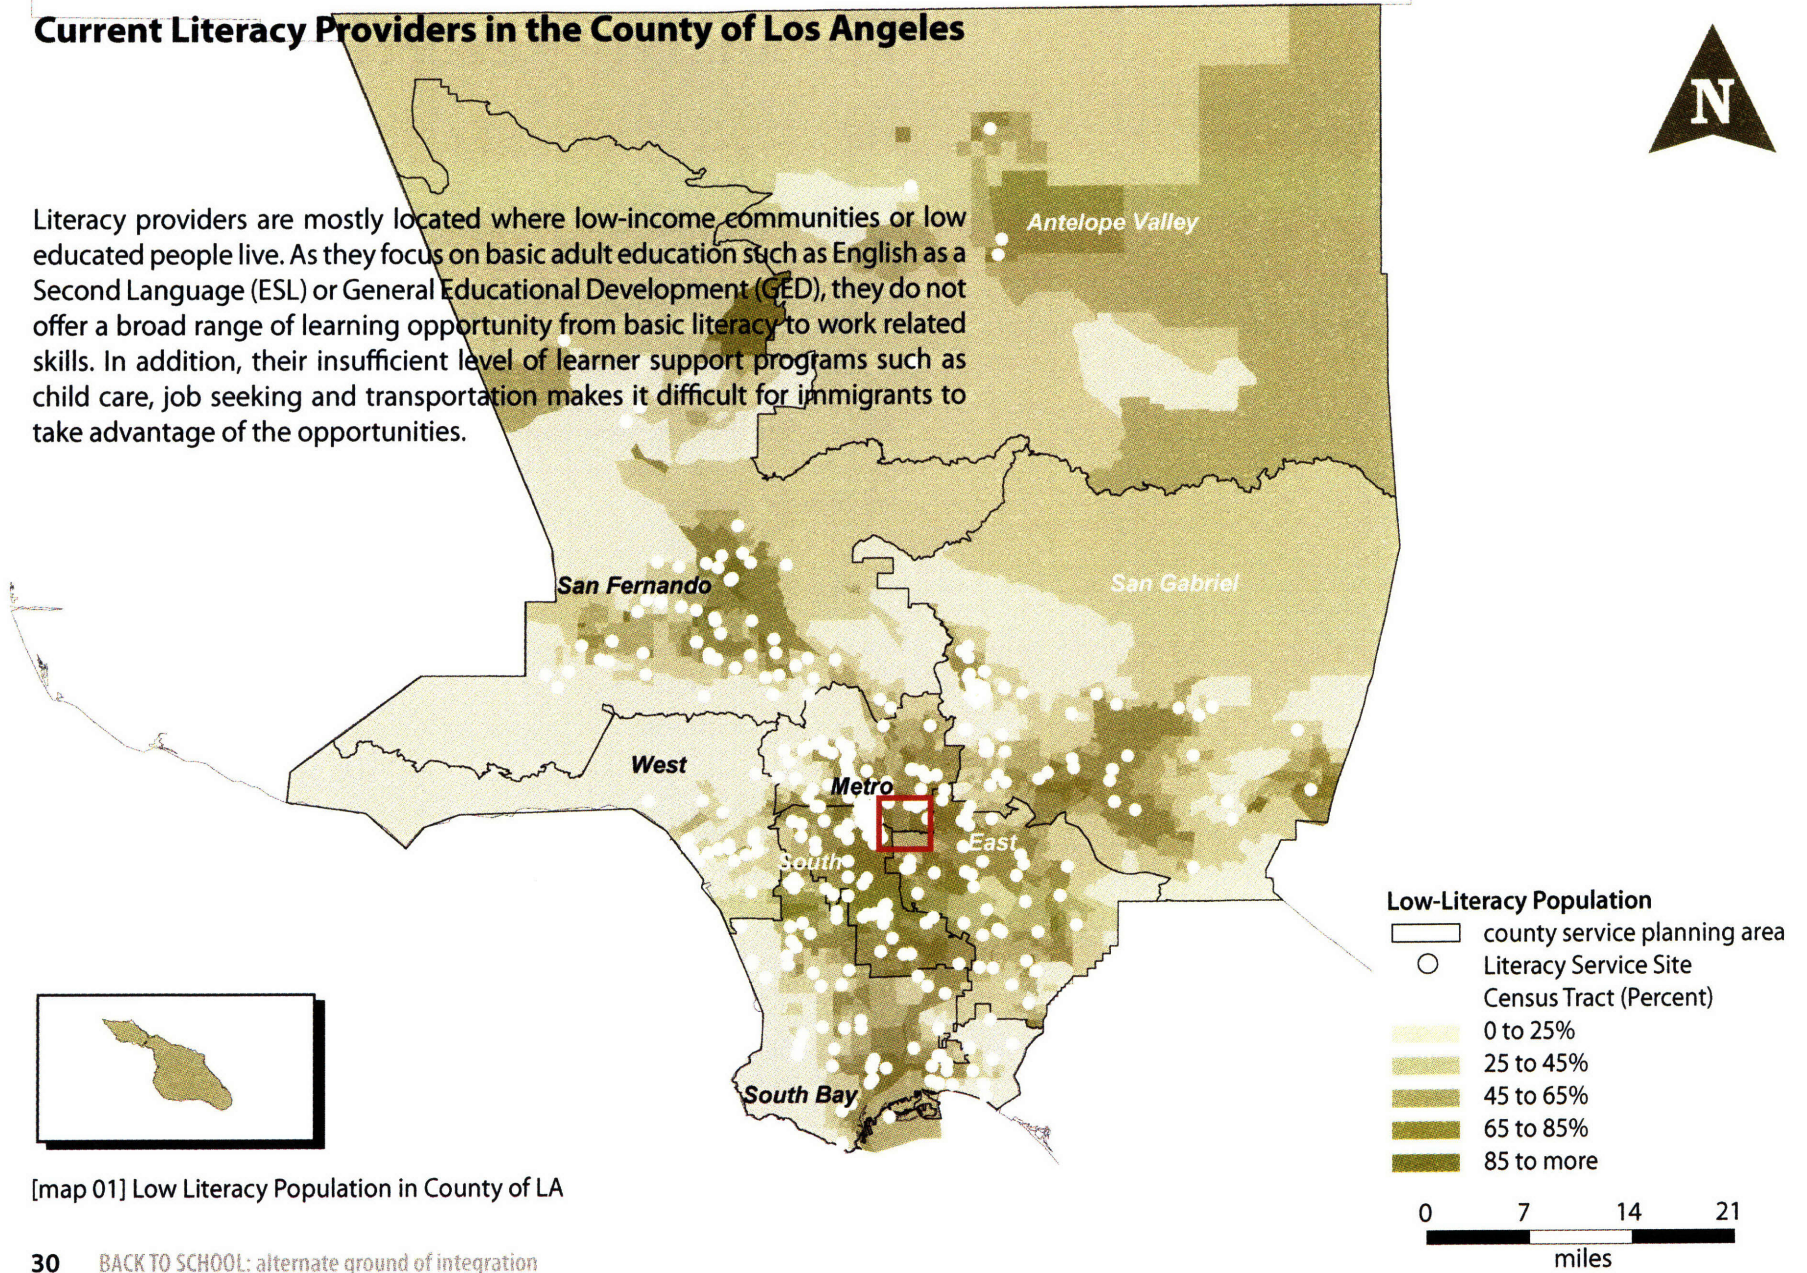 Current Literacy Providers in the County of Los Angeles
N
Literacy providers are mostly located where low-income communities or low
educated people live. As they focus on basic adult education such as English as a
Second Language (ESL) or General Educational Development (GED), they do not
offer a broad range of learning opportunity from basic literacy to work related
skills. In addition, their insufficient level of learner support programs such as
child care, job seeking and transportation makes it difficult for immigrants to
take advantage of the opportunities.
Antelope Valley
San Fernando
San Gabriel
West
Metro
East
South
South Bay
Low-Literacy Population
county service planning area
Literacy Service Site
Census Tract (Percent)
0 to 25%
25 to 45%
45 to 65%
65 to 85%
85 to more
0 7 14 21
miles
[map 01] Low Literacy Population in County of LA
30 BACK TO SCHOOL: alternate ground of integration